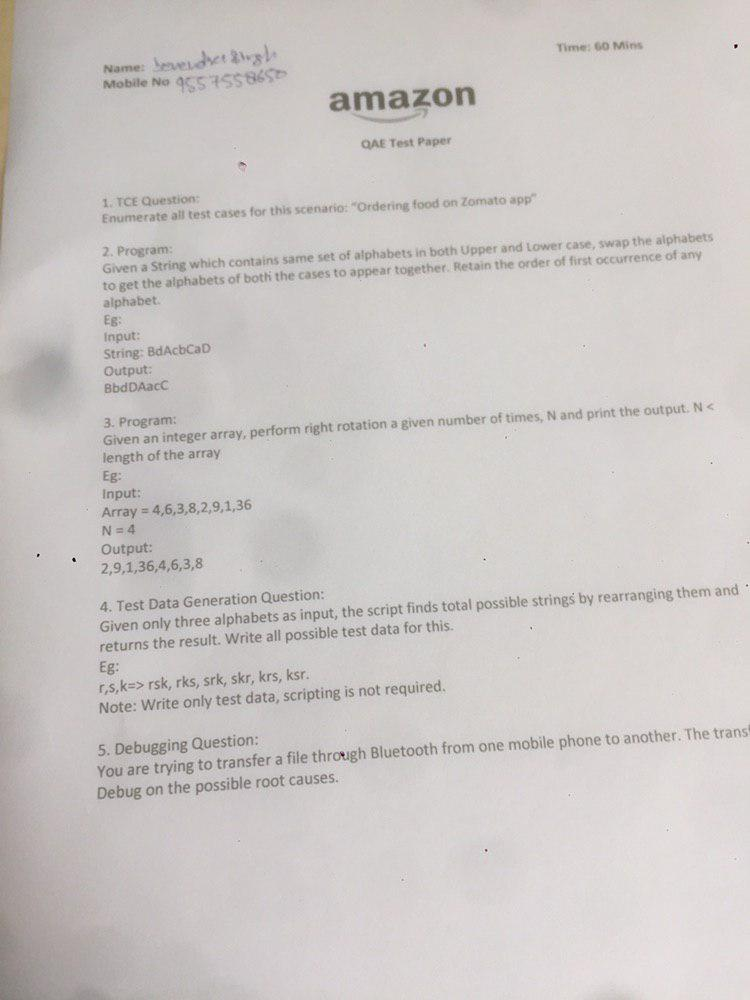 Time: 60 Mins
Name: Singh
Mobile No 9557558650
amazon
QAE Test Paper
1. TCE Question:
Enumerate all test cases for this scenario: "Ordering food on Zomato app"
2. Program:
Given a String which contains same set of alphabets in both Upper and Lower case, swap the alphabets
to get the alphabets of both the cases to appear together. Retain the order of first occurrence of any
alphabet.
Eg:
Input:
String: BdAcbCaD
Output:
BbdDAacC
3. Program:
Given an integer array, perform right rotation a given number of times, N and print the output. N <
length of the array
Eg:
Input:
Array = 4,6,3,8,2,9,1,36
N = 4
Output:
2,9,1,36,4,6,3,8
4. Test Data Generation Question:
Given only three alphabets as input, the script finds total possible strings by rearranging them and
returns the result. Write all possible test data for this.
Eg:
r,s,k=> rsk, rks, srk, skr, krs, ksr.
Note: Write only test data, scripting is not required.
5. Debugging Question:
You are trying to transfer a file through Bluetooth from one mobile phone to another. The transf
Debug on the possible root causes.